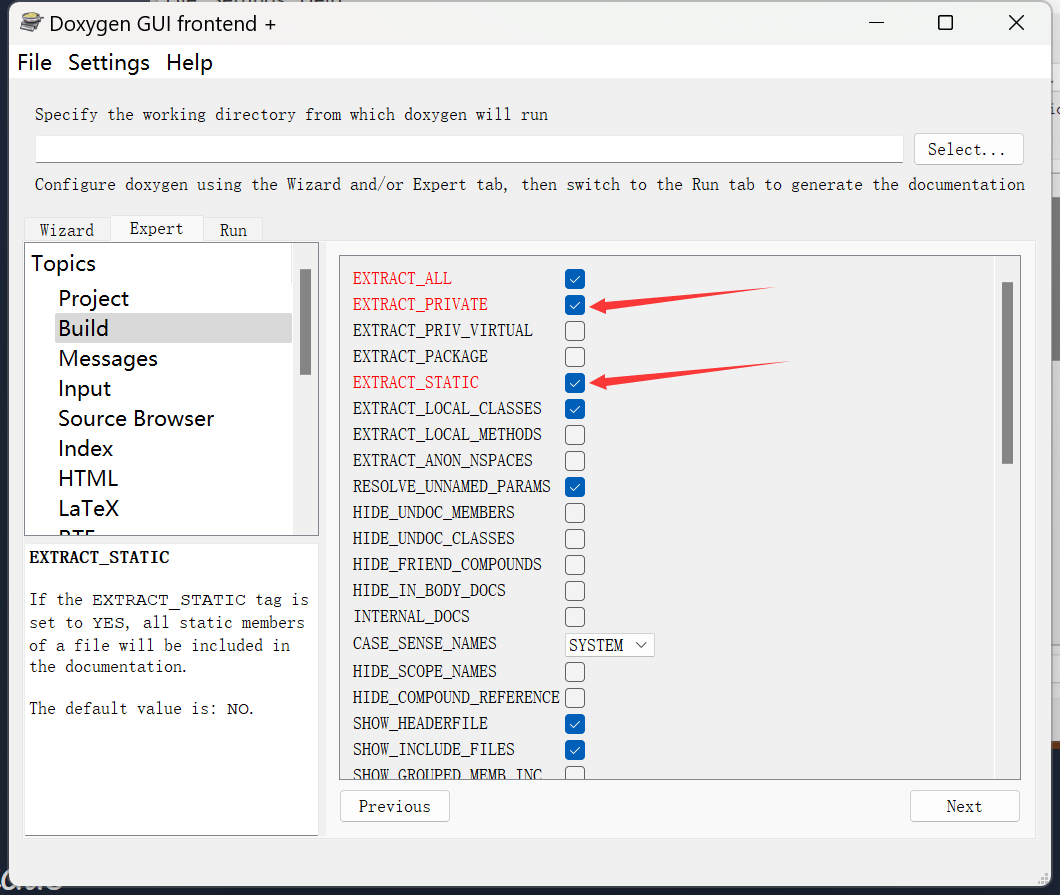 Doxygen GUI frontend +
File Settings Help
Specify the working directory from which doxygen will run
Select...
Configure doxygen using the Wizard and/or Expert tab, then switch to the Run tab to generate the documentation
Wizard Expert Run
Topics
Project
Build
Messages
Input
Source Browser
Index
HTML
LaTeX
RTF
EXTRACT_STATIC
If the EXTRACT_STATIC tag is
set to YES, all static members
of a file will be included in
the documentation.
The default value is: NO.
EXTRACT_ALL
EXTRACT_PRIVATE
EXTRACT_PRIV_VIRTUAL
EXTRACT_PACKAGE
EXTRACT_STATIC
EXTRACT_LOCAL_CLASSES
EXTRACT_LOCAL_METHODS
EXTRACT_ANON_NSPACES
RESOLVE_UNNAMED_PARAMS
HIDE_UNDOC_MEMBERS
HIDE_UNDOC_CLASSES
HIDE_FRIEND_COMPOUNDS
HIDE_IN_BODY_DOCS
INTERNAL_DOCS
CASE_SENSE_NAMES SYSTEM
HIDE_SCOPE_NAMES
HIDE_COMPOUND_REFERENCE
SHOW_HEADERFILE
SHOW_INCLUDE_FILES
SHOW_GROUPED_MEMB_INC
Previous
Next